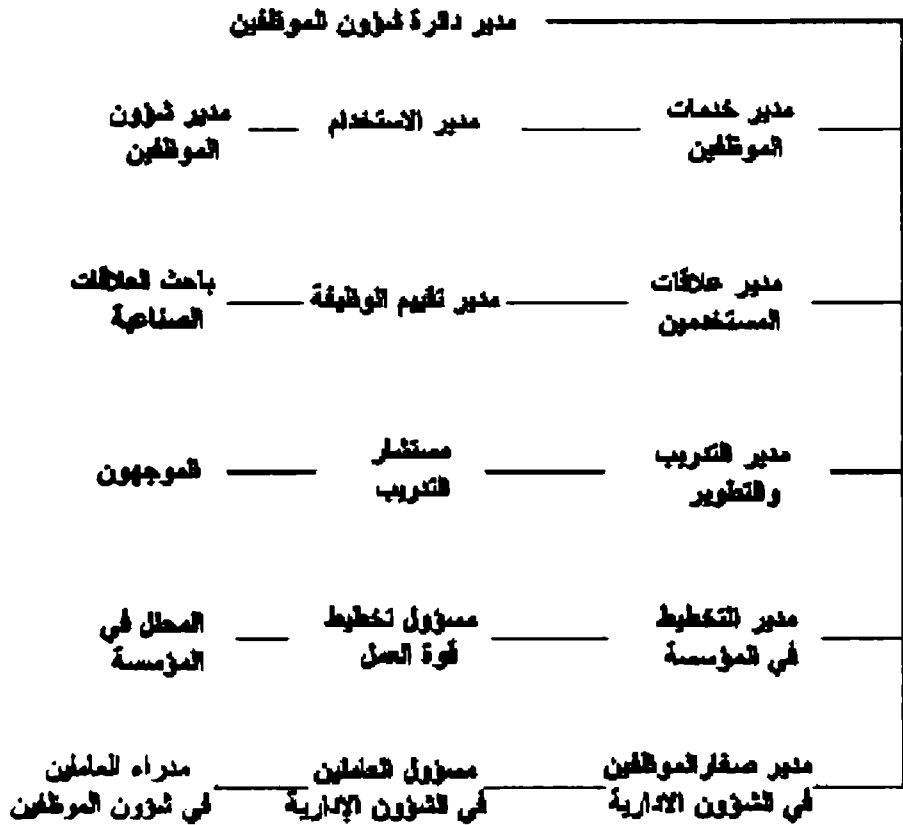 مدير دائرة شؤون الموظفين
مدير خدمات
الموظفين
مدير الاستخدام
مدير شؤون
الموظفين
مدير علاقات
المستخدمين
مدير تقييم الوظيفة
باحث العلاقات
الصناعية
مدير التدريب
والتطوير
مستشار
التدريب
الموجهون
مدير التخطيط
في المؤسسة
مسؤول تخطيط
قوة العمل
المحلل في
المؤسسة
مدير صغار الموظفين
في الشؤون الادارية
مسؤول العاملين
في الشؤون الإدارية
مدراء العاملين
في شؤون الموظفين